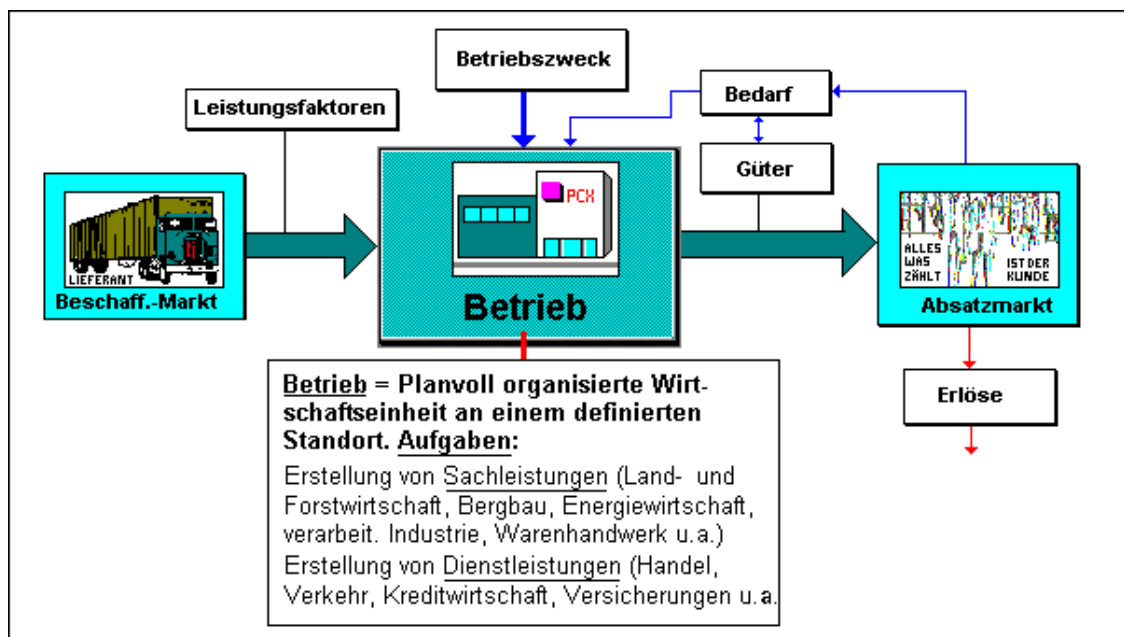 Betriebszweck
Bedarf
Leistungsfaktoren
Güter
PCX
LIEFERANT
Beschaff.-Markt
Betrieb
ALLES
WAS
ZÄHLT
IST DER
KUNDE
Absatzmarkt
Betrieb = Planvoll organisierte Wirt-
schaftseinheit an einem definierten
Standort. Aufgaben:
Erstellung von Sachleistungen (Land- und
Forstwirtschaft, Bergbau, Energiewirtschaft,
verarbeit. Industrie, Warenhandwerk u.a.)
Erstellung von Dienstleistungen (Handel,
Verkehr, Kreditwirtschaft, Versicherungen u.a.
Erlöse